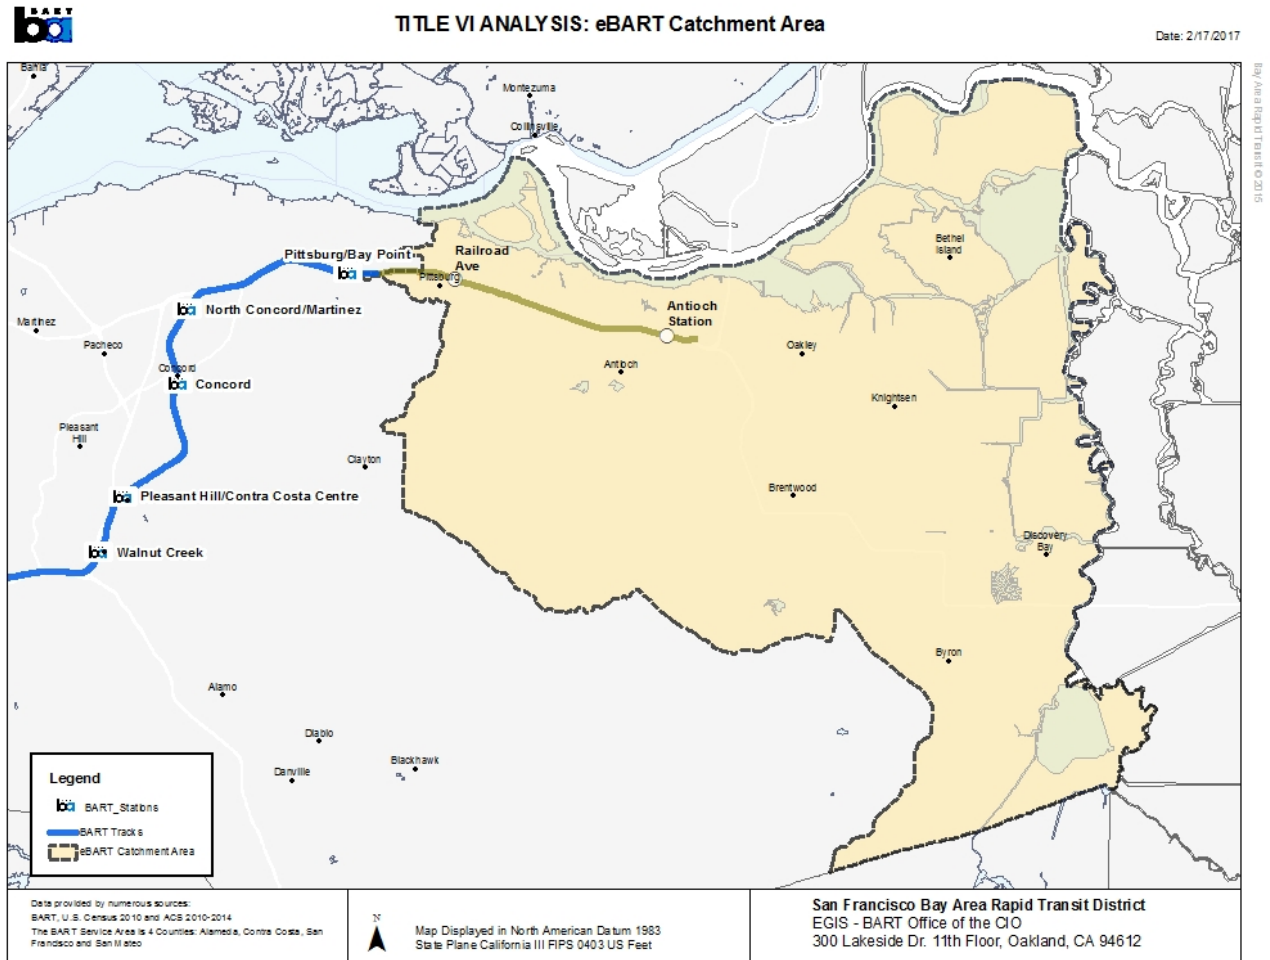 BART
ba
TITLE VI ANALYSIS: eBART Catchment Area
Date: 2/17/2017
Bay Area Rapid Transit © 2015
Bahia
Montezuma
Collinsville
Pittsburg/Bay Point
Railroad
Ave
Pittsburg
Bethel
Island
North Concord/Martinez
Antioch
Station
Martinez
Pacheco
Oakley
Concord
Concord
Antioch
Knightsen
Pleasant
Hill
Clayton
Brentwood
Pleasant Hill/Contra Costa Centre
Discovery
Bay
Walnut Creek
Byron
Alamo
Diablo
Blackhawk
Danville
Legend
BART_Stations
BART Tracks
eBART Catchment Area
Data provided by numerous sources:
BART, U.S. Census 2010 and ACS 2010-2014
The BART Service Area is 4 Counties: Alameda, Contra Costa, San
Francisco and San Mateo
N
Map Displayed in North American Datum 1983
State Plane California III FIPS 0403 US Feet
San Francisco Bay Area Rapid Transit District
EGIS - BART Office of the CIO
300 Lakeside Dr. 11th Floor, Oakland, CA 94612